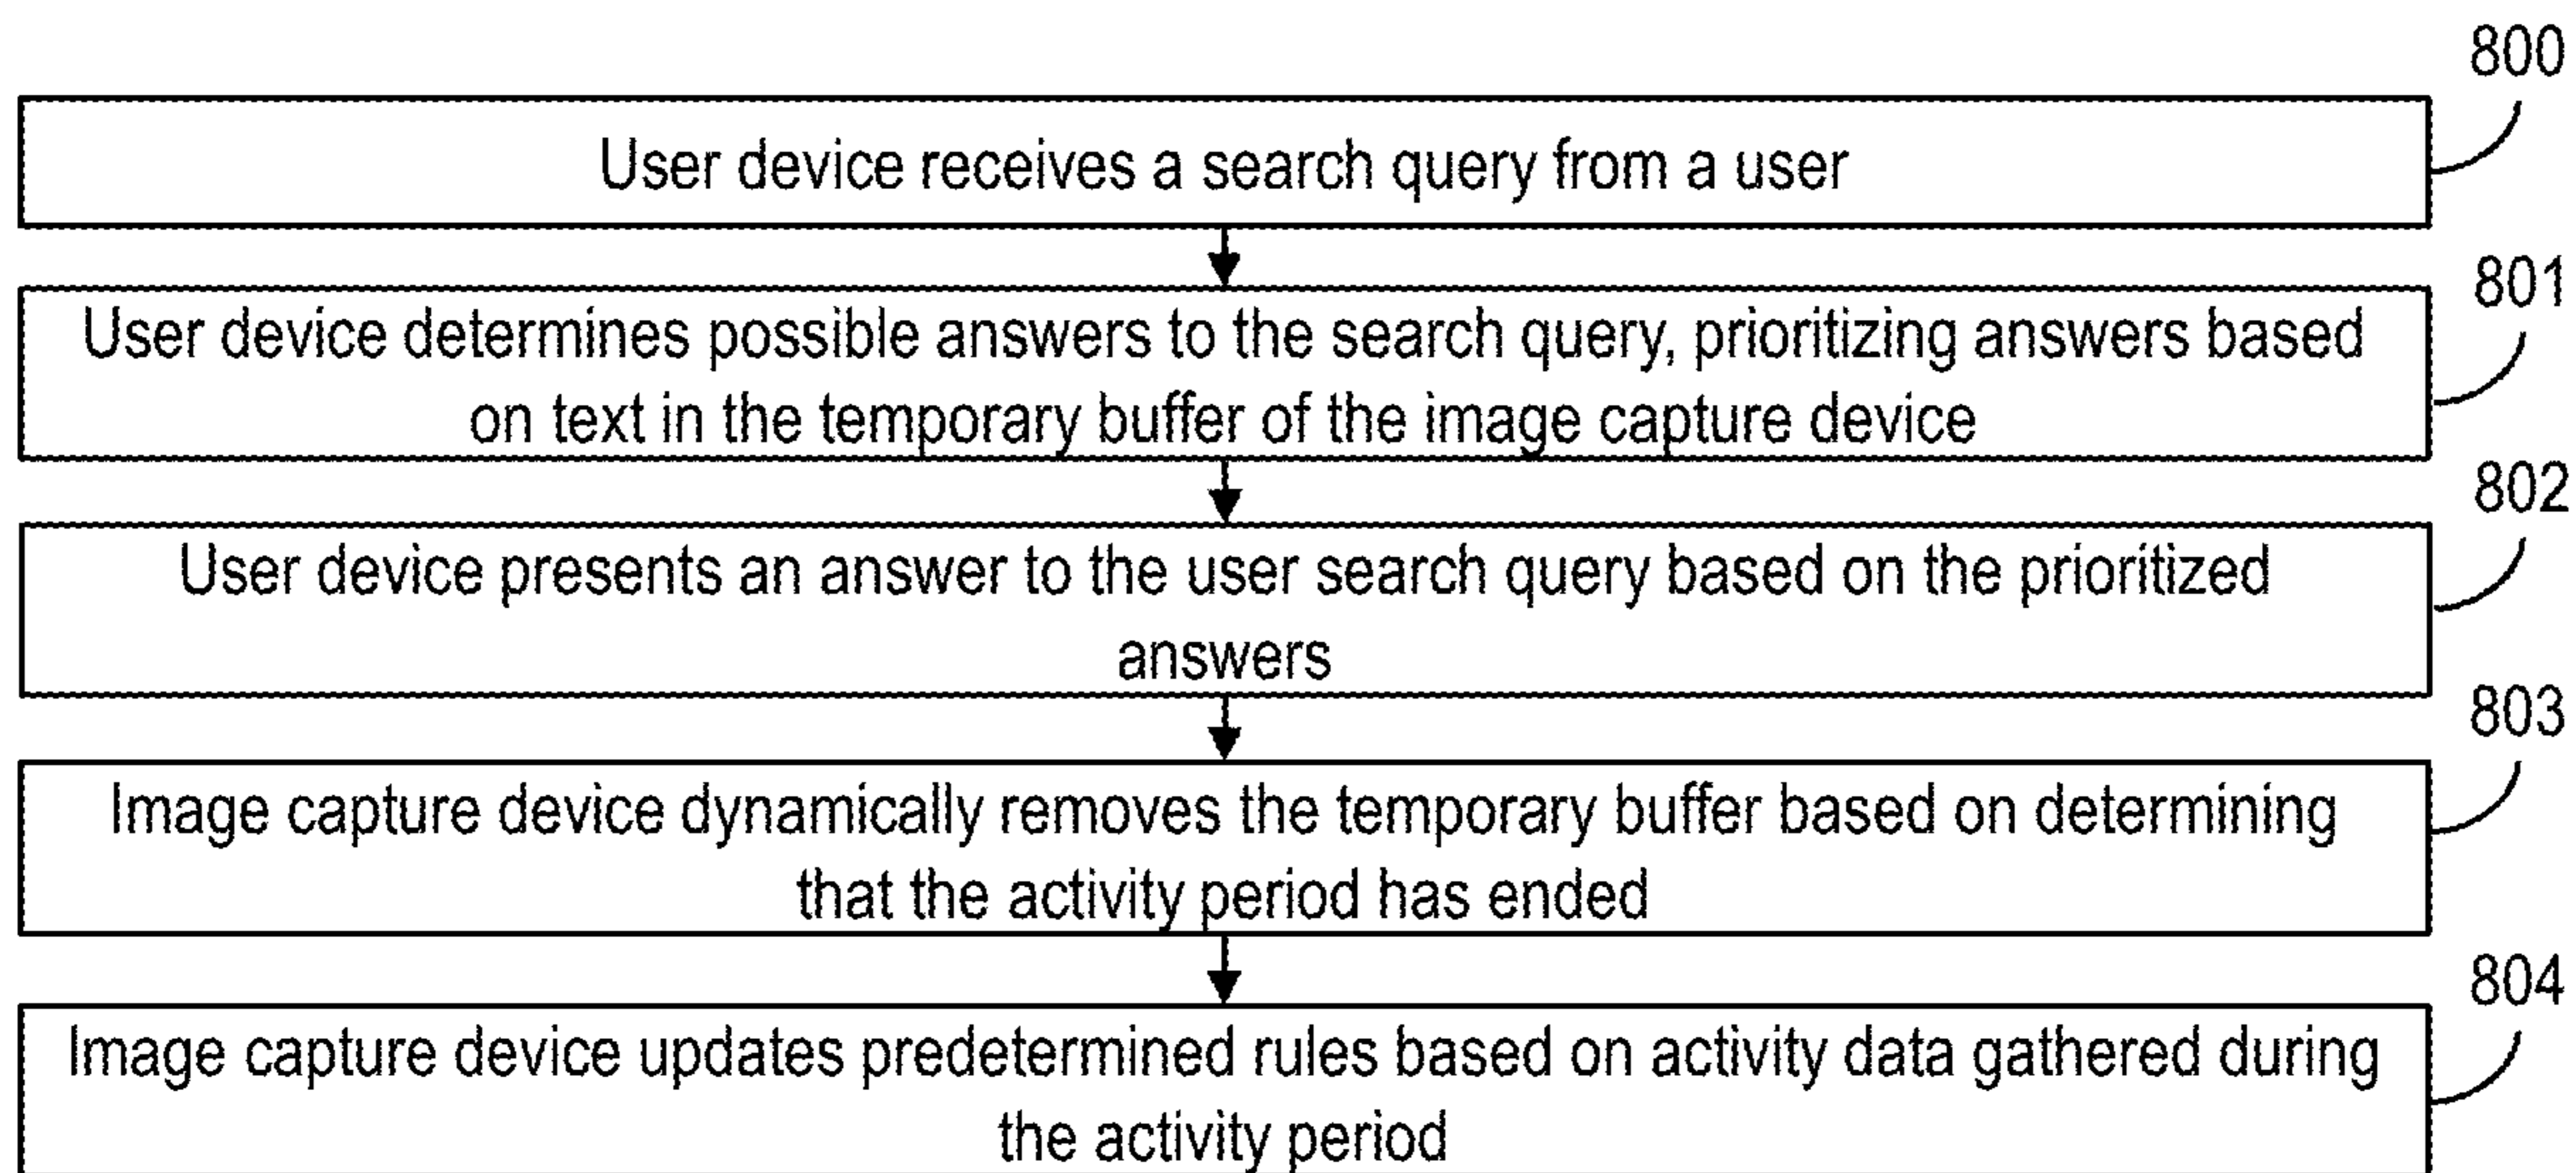 800
User device receives a search query from a user
801
User device determines possible answers to the search query, prioritizing answers based
on text in the temporary buffer of the image capture device
802
User device presents an answer to the user search query based on the prioritized
answers
803
Image capture device dynamically removes the temporary buffer based on determining
that the activity period has ended
804
Image capture device updates predetermined rules based on activity data gathered during
the activity period